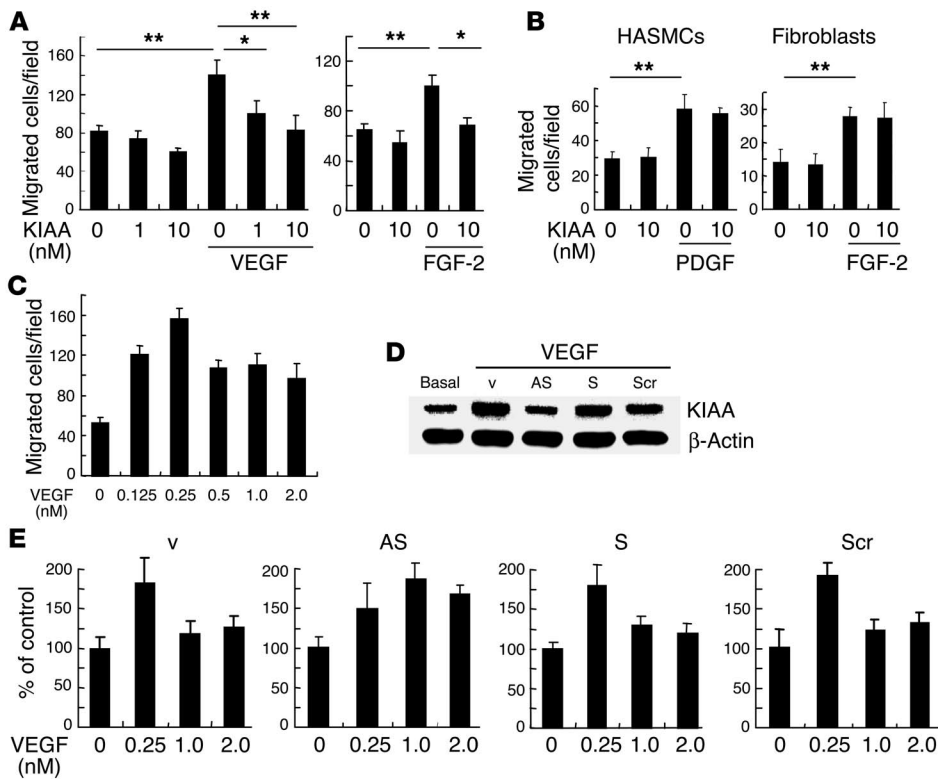 A
Migrated cells/field
160
120
80
40
0
**
**
*
KIAA (nM)
0 1 10 0 1 10
VEGF
120
80
40
0
**
*
0 10 0 10
FGF-2
B
HASMCs
Migrated cells/field
60
40
20
0
**
KIAA (nM)
0 10 0 10
PDGF
Fibroblasts
30
20
10
0
**
0 10 0 10
FGF-2
C
Migrated cells/field
160
120
80
40
0
VEGF (nM)
0 0.125 0.25 0.5 1.0 2.0
D
VEGF
Basal v AS S Scr
KIAA
β-Actin
E
% of control
v
200
150
100
50
0
VEGF (nM)
0 0.25 1.0 2.0
AS
200
150
100
50
0
0 0.25 1.0 2.0
S
200
150
100
50
0
0 0.25 1.0 2.0
Scr
200
150
100
50
0
0 0.25 1.0 2.0